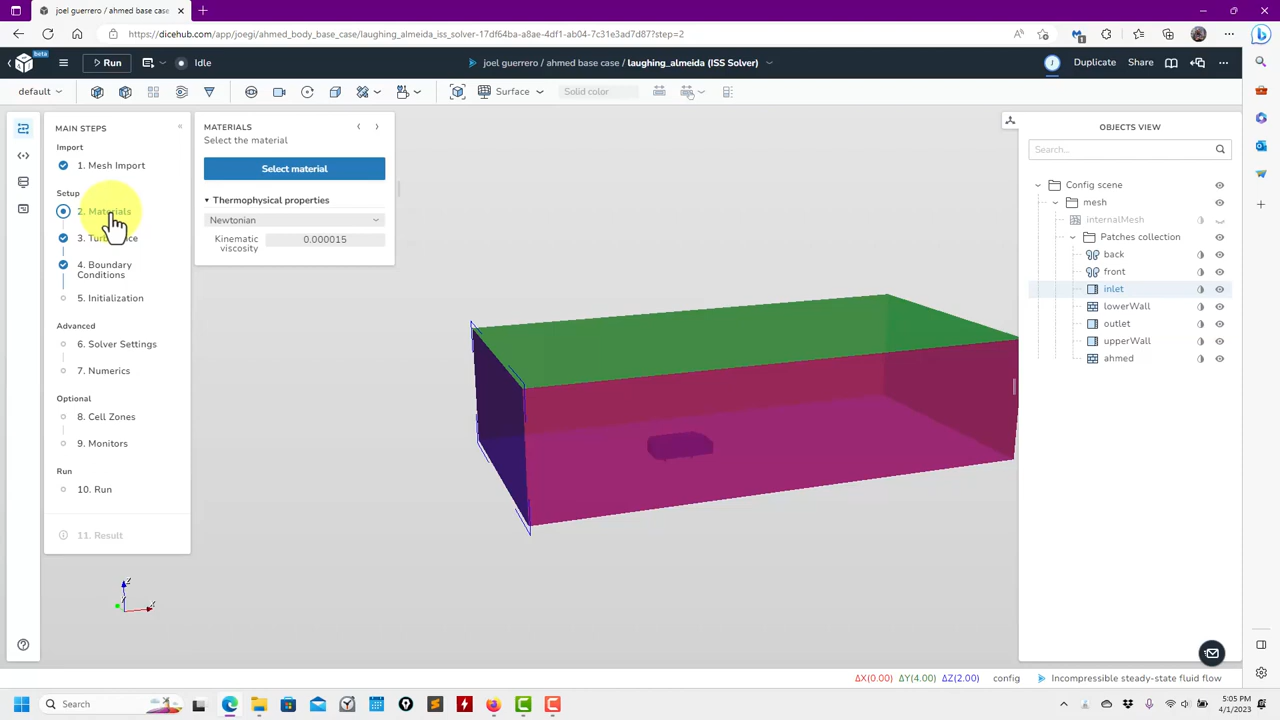 joel guerrero / ahmed base case
https://dicehub.com/app/joegi/ahmed_body_base_case/laughing_almeida_iss_solver-17df64ba-a8ae-4df1-ab04-7c31e3ad7d87?step=2
beta
Run
Idle
joel guerrero / ahmed base case / laughing_almeida (ISS Solver)
J
Duplicate
Share
default
Surface
Solid color
MAIN STEPS
Import
1. Mesh Import
Setup
2. Materials
3. Turbulence
4. Boundary
Conditions
5. Initialization
Advanced
6. Solver Settings
7. Numerics
Optional
8. Cell Zones
9. Monitors
Run
10. Run
11. Result
MATERIALS
Select the material
Select material
Thermophysical properties
Newtonian
Kinematic
viscosity
0.000015
OBJECTS VIEW
Search...
Config scene
mesh
internalMesh
Patches collection
back
front
inlet
lowerWall
outlet
upperWall
ahmed
Z
Y
X
ΔX(0.00) ΔY(4.00) ΔZ(2.00)
config
Incompressible steady-state fluid flow
Search
5:05 PM
4/1/2023